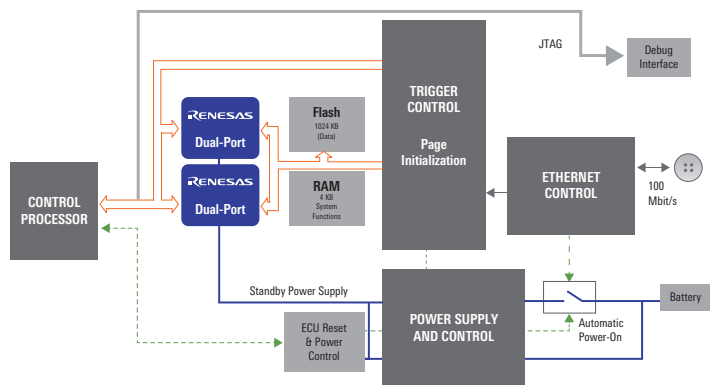 JTAG
Debug
Interface
TRIGGER
CONTROL
Page
Initialization
RENESAS
Dual-Port
Flash
1024 KB
(Data)
RENESAS
Dual-Port
RAM
4 KB
System
Functions
CONTROL
PROCESSOR
ETHERNET
CONTROL
100
Mbit/s
Standby Power Supply
POWER SUPPLY
AND CONTROL
Battery
ECU Reset
& Power
Control
Automatic
Power-On